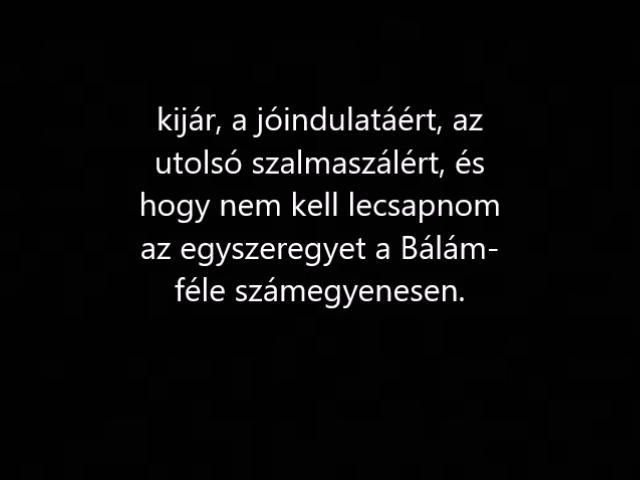 kijár, a jóindulatáért, az
utolsó szalmaszálért, és
hogy nem kell lecsapnom
az egyszeregyet a Bálám-
féle számegyenesen.